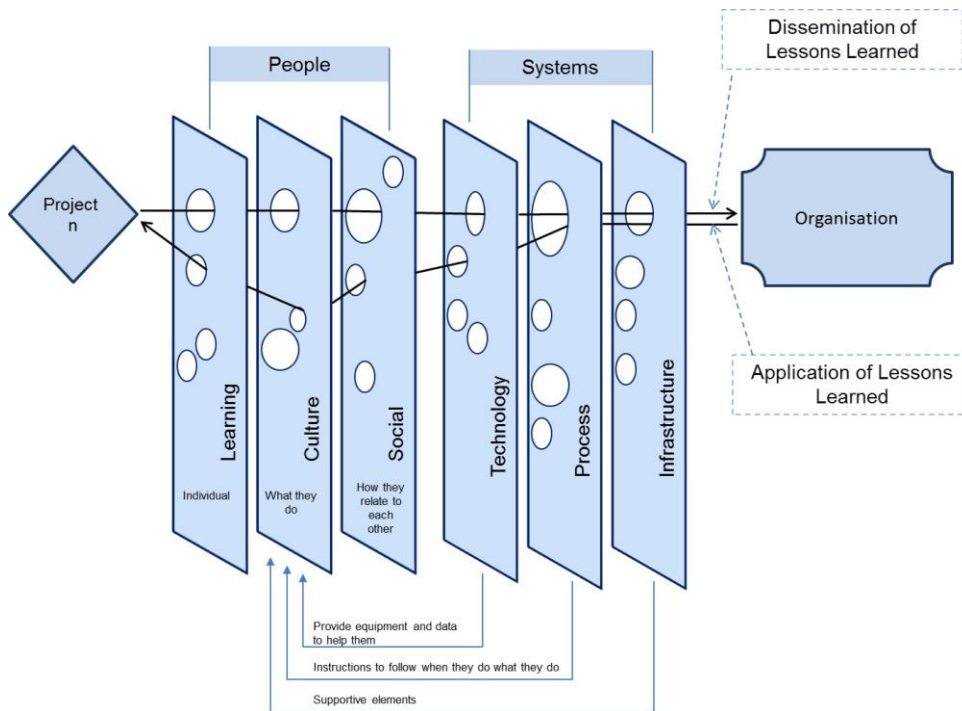 Dissemination of
Lessons Learned
People
Systems
Project
n
Organisation
Application of Lessons
Learned
Learning
Culture
Social
Technology
Process
Infrastructure
Individual
What they
do
How they
relate to
each
other
Provide equipment and data
to help them
Instructions to follow when they do what they do
Supportive elements